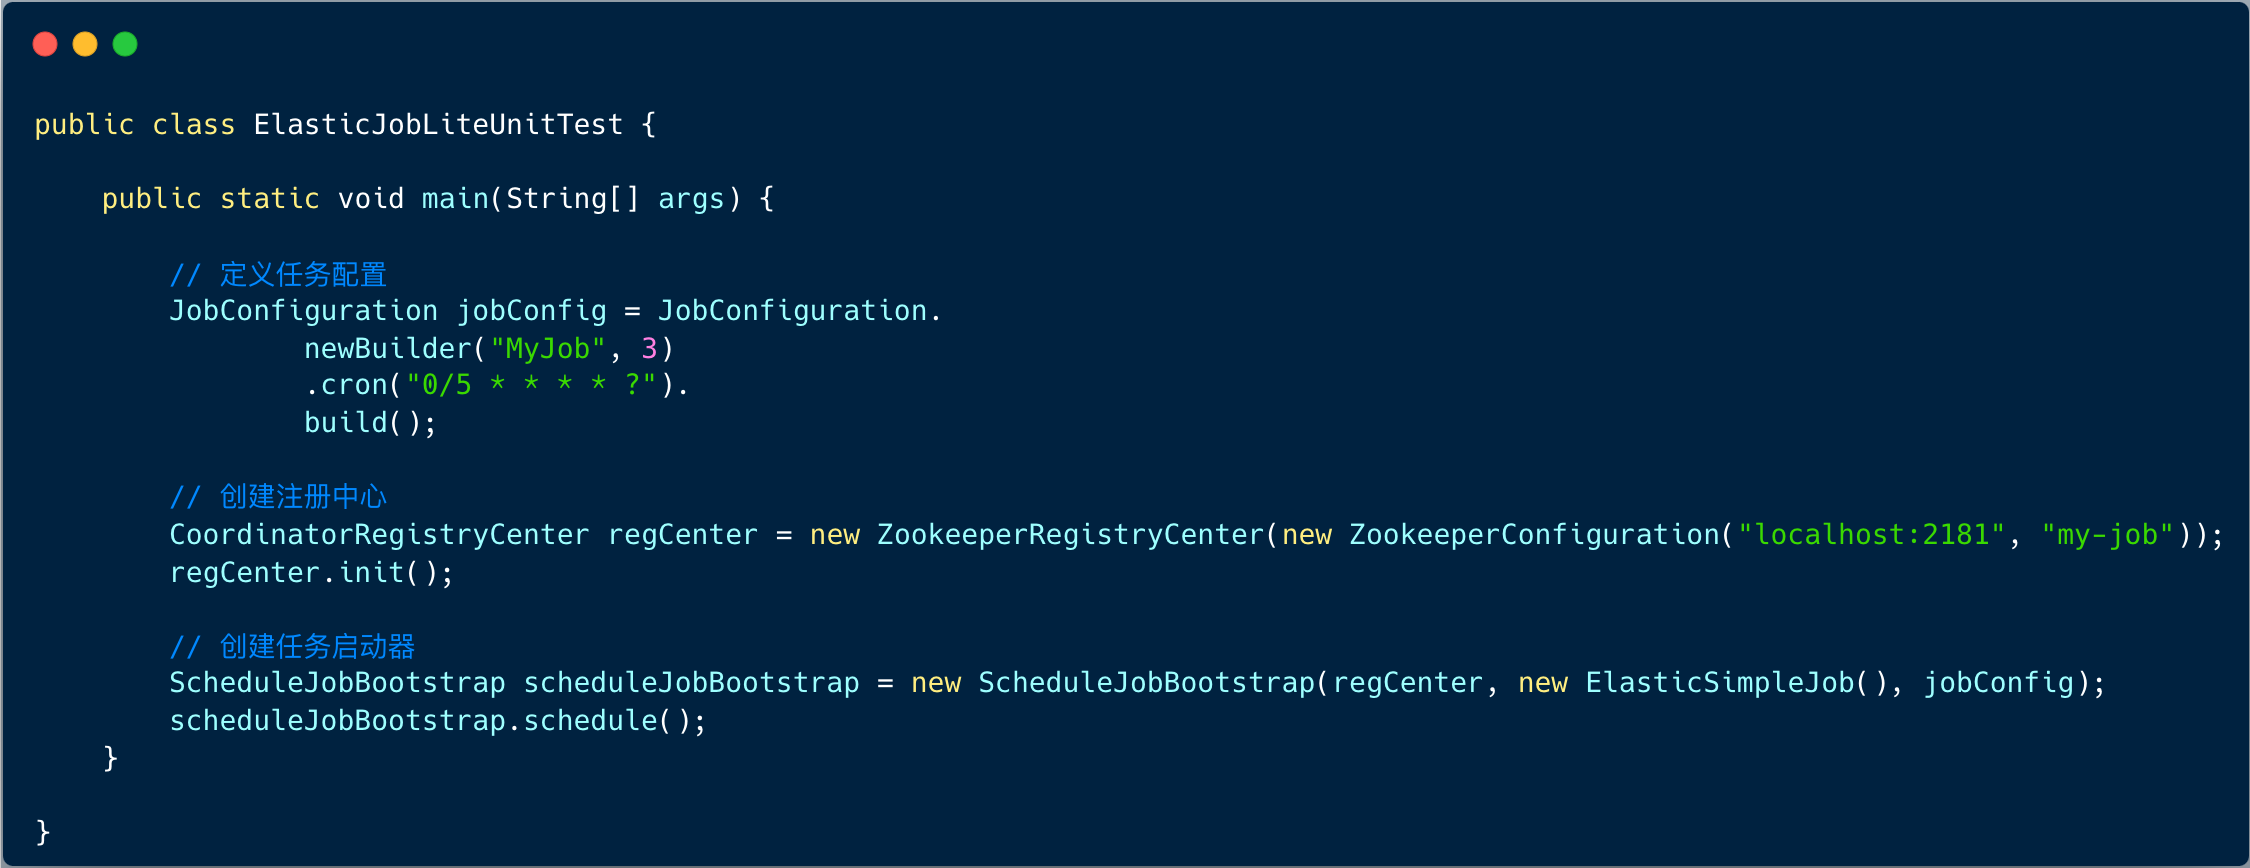 public class ElasticJobLiteUnitTest {
public static void main(String[] args) {
// 定义任务配置
JobConfiguration jobConfig = JobConfiguration.
newBuilder("MyJob", 3)
.cron("0/5 * * * * ?").
build();
// 创建注册中心
CoordinatorRegistryCenter regCenter = new ZookeeperRegistryCenter(new ZookeeperConfiguration("localhost:2181", "my-job"));
regCenter.init();
// 创建任务启动器
ScheduleJobBootstrap scheduleJobBootstrap = new ScheduleJobBootstrap(regCenter, new ElasticSimpleJob(), jobConfig);
scheduleJobBootstrap.schedule();
}
}